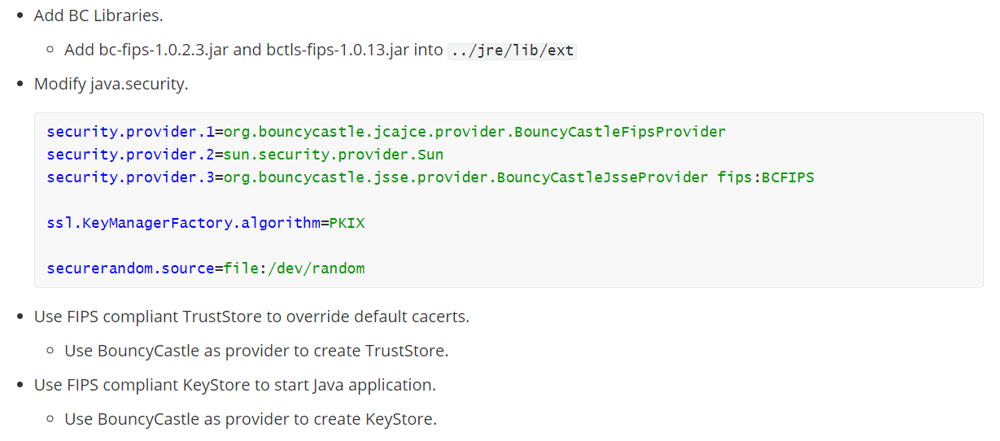 Add BC Libraries.
Add bc-fips-1.0.2.3.jar and bctls-fips-1.0.13.jar into ../jre/lib/ext
Modify java.security.
security.provider.1=org.bouncycastle.jcajce.provider.BouncyCastleFipsProvider
security.provider.2=sun.security.provider.Sun
security.provider.3=org.bouncycastle.jsse.provider.BouncyCastleJsseProvider fips:BCFIPS
ssl.KeyManagerFactory.algorithm=PKIX
securerandom.source=file:/dev/random
Use FIPS compliant TrustStore to override default cacerts.
Use BouncyCastle as provider to create TrustStore.
Use FIPS compliant KeyStore to start Java application.
Use BouncyCastle as provider to create KeyStore.